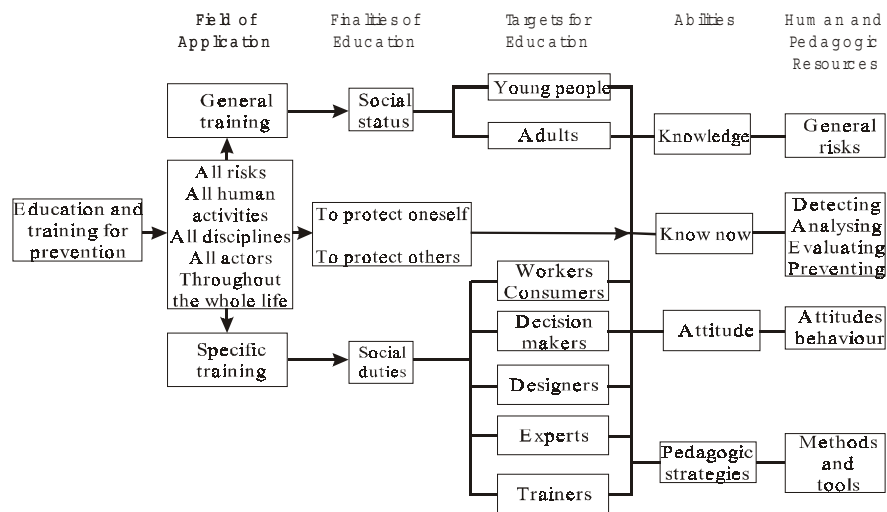 Field of
Application
Finalities of
Education
Targets for
Education
Abilities
Human and
Pedagogic
Resources
General
training
Social
status
Young people
Adults
Knowledge
General
risks
Education and
training for
prevention
All risks
All human
activities
All disciplines
All actors
Throughout
the whole life
To protect oneself
To protect others
Know now
Detecting
Analysing
Evaluating
Preventing
Workers
Consumers
Decision
makers
Attitude
Attitudes
behaviour
Specific
training
Social
duties
Designers
Experts
Trainers
Pedagogic
strategies
Methods
and
tools